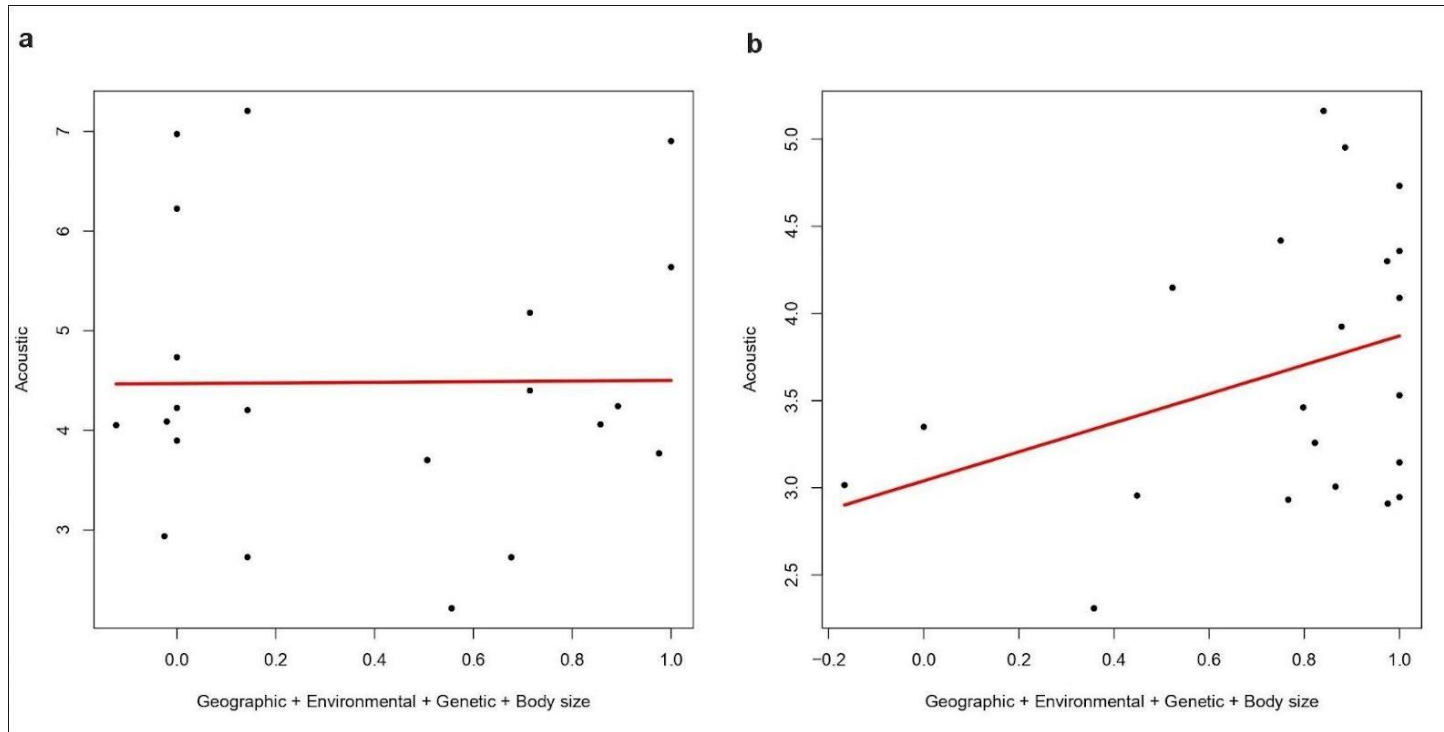 a
7
6
5
4
3
Acoustic
0.0 0.2 0.4 0.6 0.8 1.0
Geographic + Environmental + Genetic + Body size
b
5.0
4.5
4.0
3.5
3.0
2.5
Acoustic
−0.2 0.0 0.2 0.4 0.6 0.8 1.0
Geographic + Environmental + Genetic + Body size